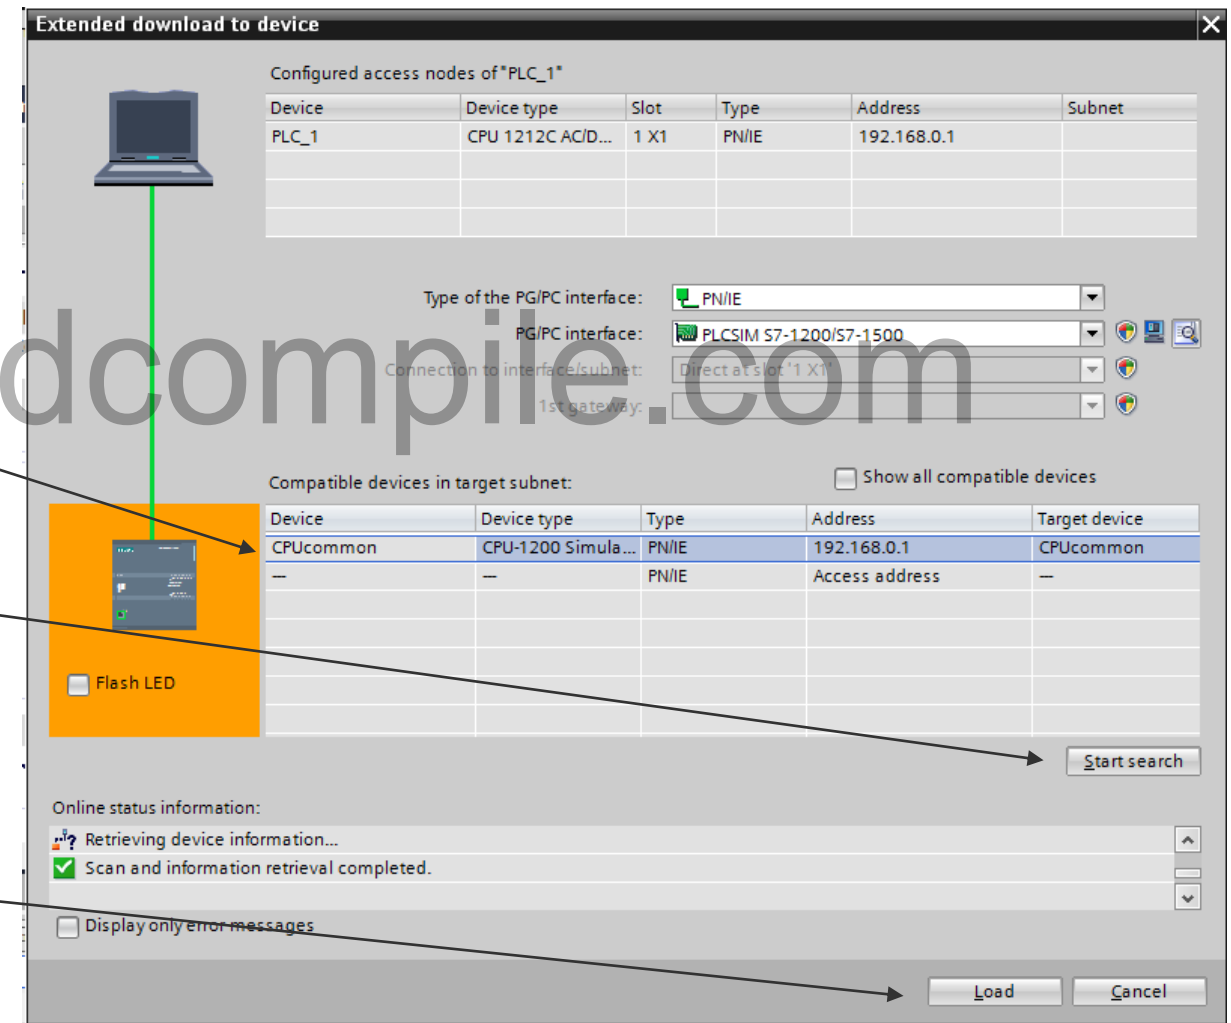 Extended download to device
Configured access nodes of "PLC_1"
Device Device type Slot Type Address Subnet
PLC_1 CPU 1212C AC/D... 1 X1 PN/IE 192.168.0.1
Type of the PG/PC interface: PN/IE
PG/PC interface: PLCSIM S7-1200/S7-1500
Connection to interface/subnet: Direct at slot '1 X1'
1st gateway:
dcompile.com
Compatible devices in target subnet: Show all compatible devices
Device Device type Type Address Target device
CPUcommon CPU-1200 Simula... PN/IE 192.168.0.1 CPUcommon
— — PN/IE Access address —
Flash LED
Start search
Online status information:
Retrieving device information...
Scan and information retrieval completed.
Display only error messages
Load Cancel